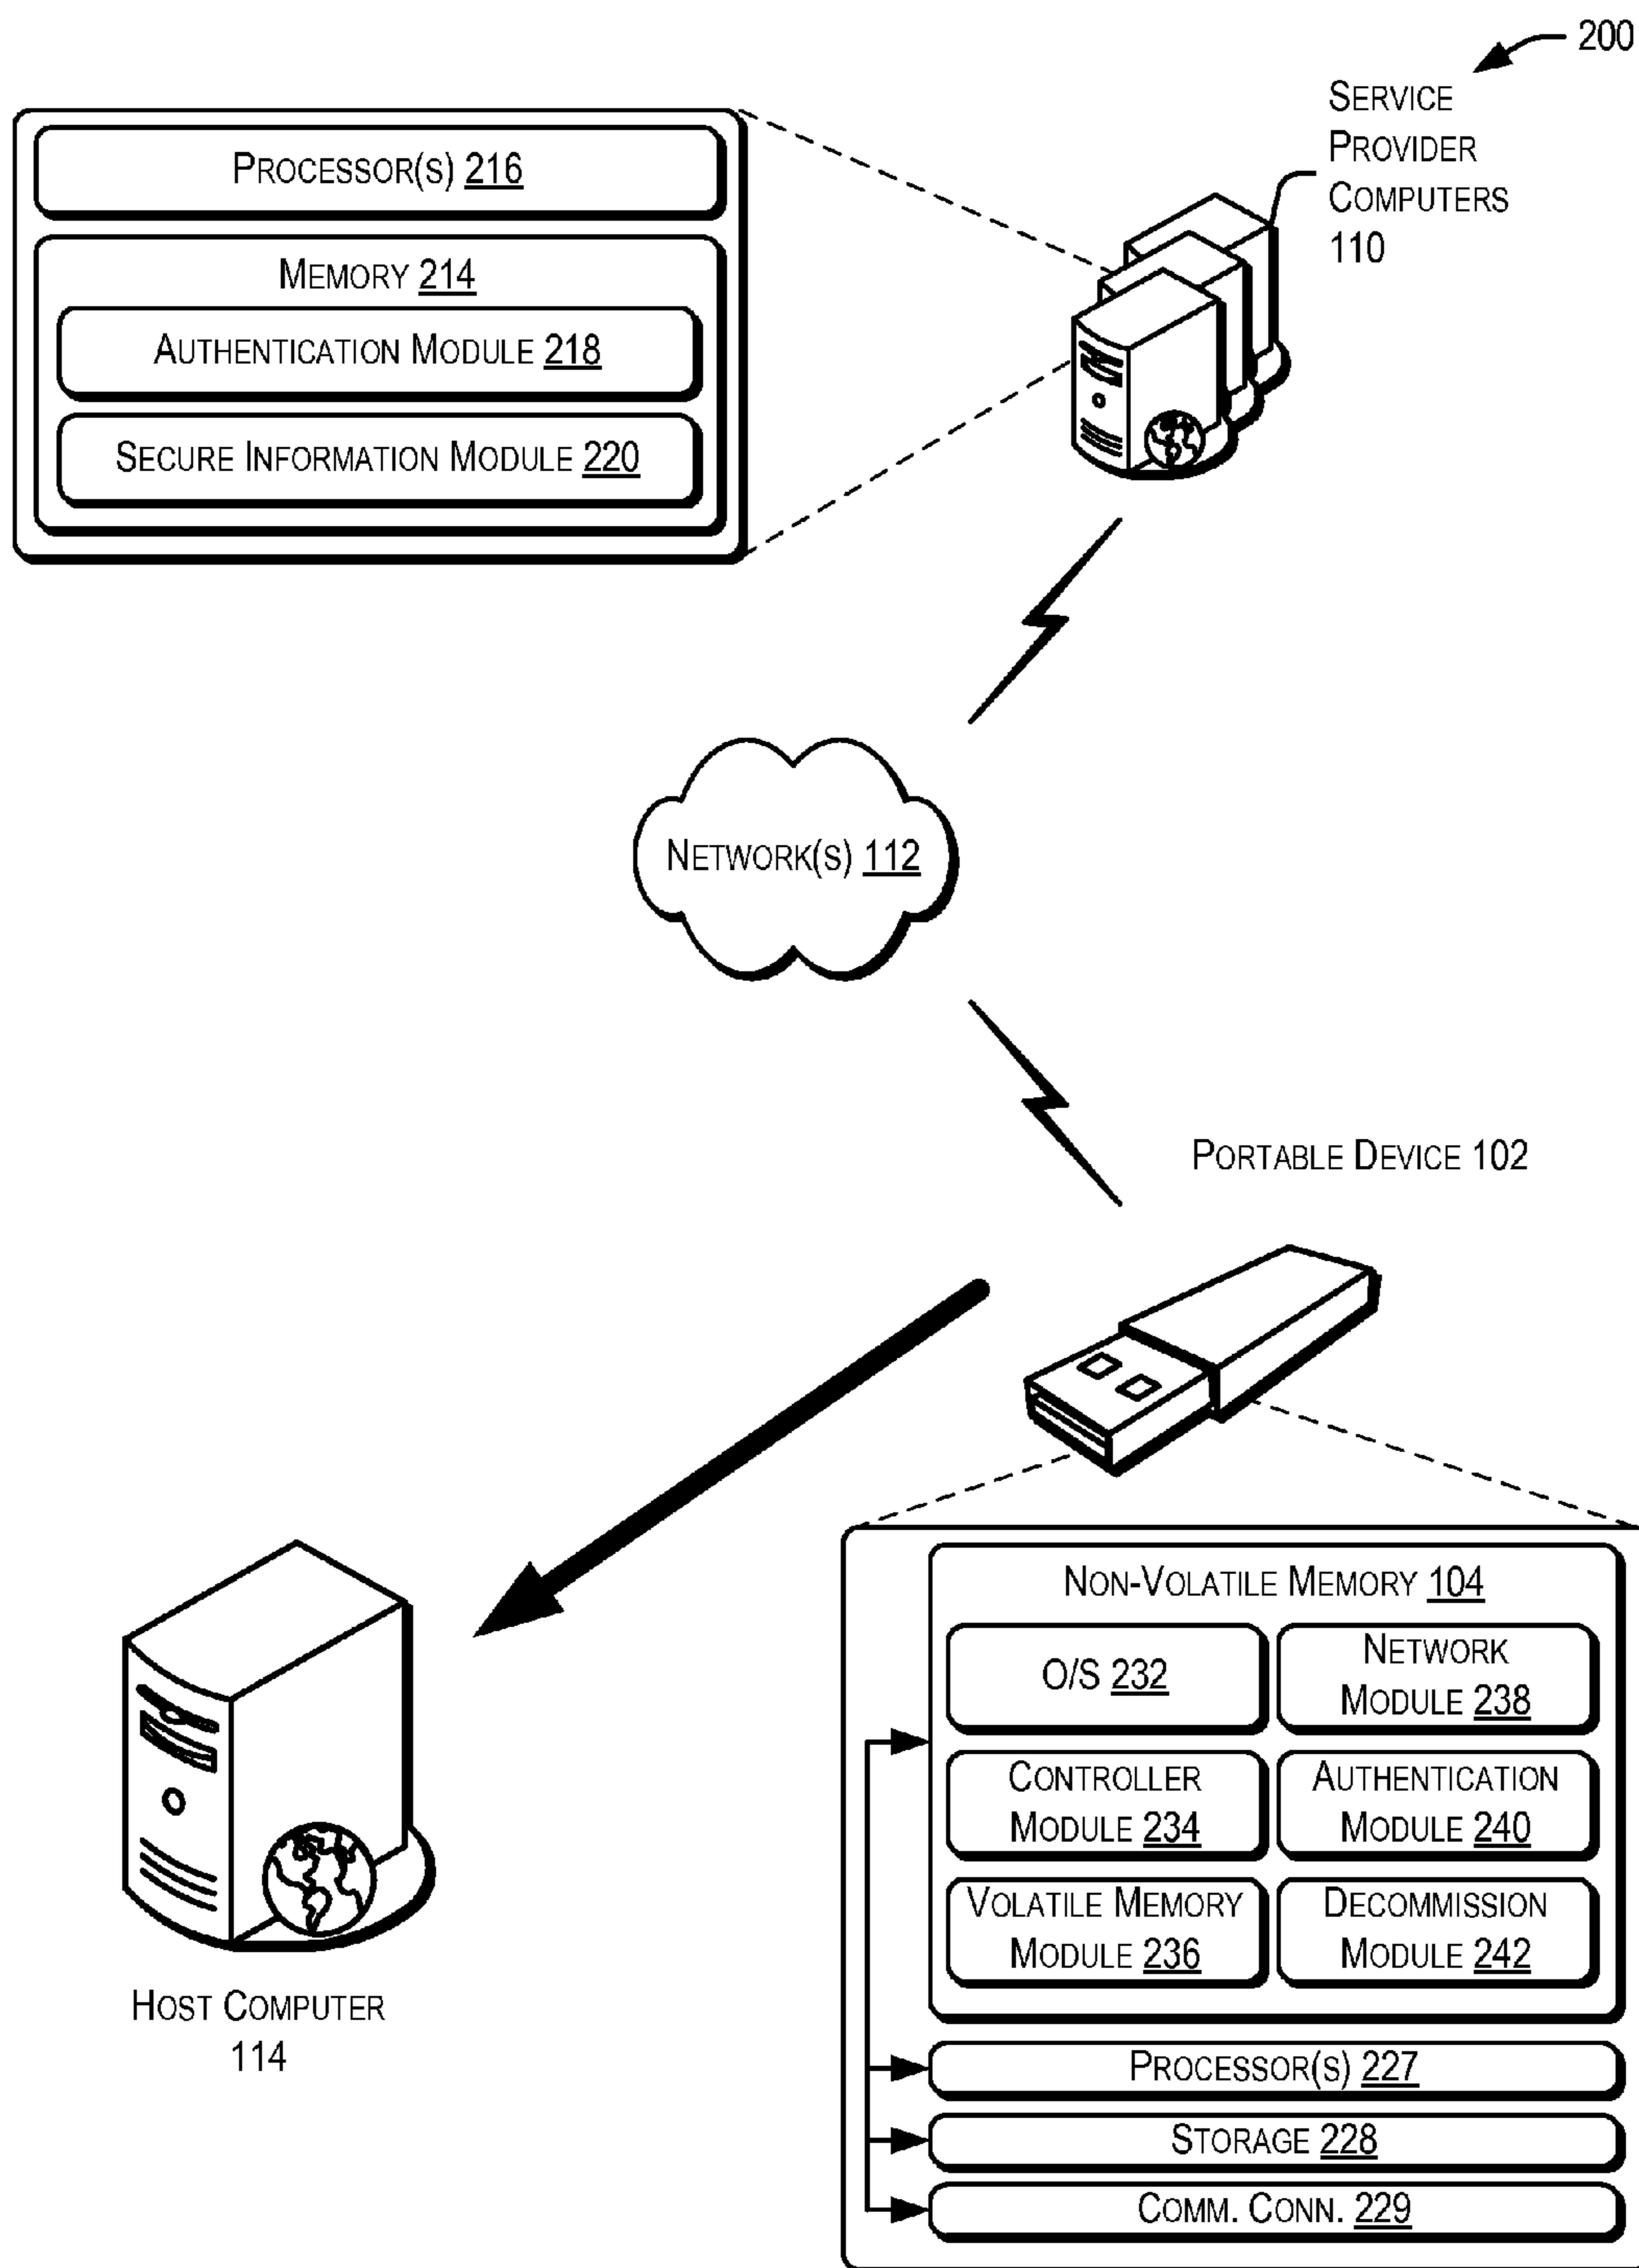 200
SERVICE
PROVIDER
COMPUTERS
110
PROCESSOR(S) 216
MEMORY 214
AUTHENTICATION MODULE 218
SECURE INFORMATION MODULE 220
NETWORK(S) 112
PORTABLE DEVICE 102
HOST COMPUTER
114
NON-VOLATILE MEMORY 104
O/S 232
NETWORK
MODULE 238
CONTROLLER
MODULE 234
AUTHENTICATION
MODULE 240
VOLATILE MEMORY
MODULE 236
DECOMMISSION
MODULE 242
PROCESSOR(S) 227
STORAGE 228
COMM. CONN. 229